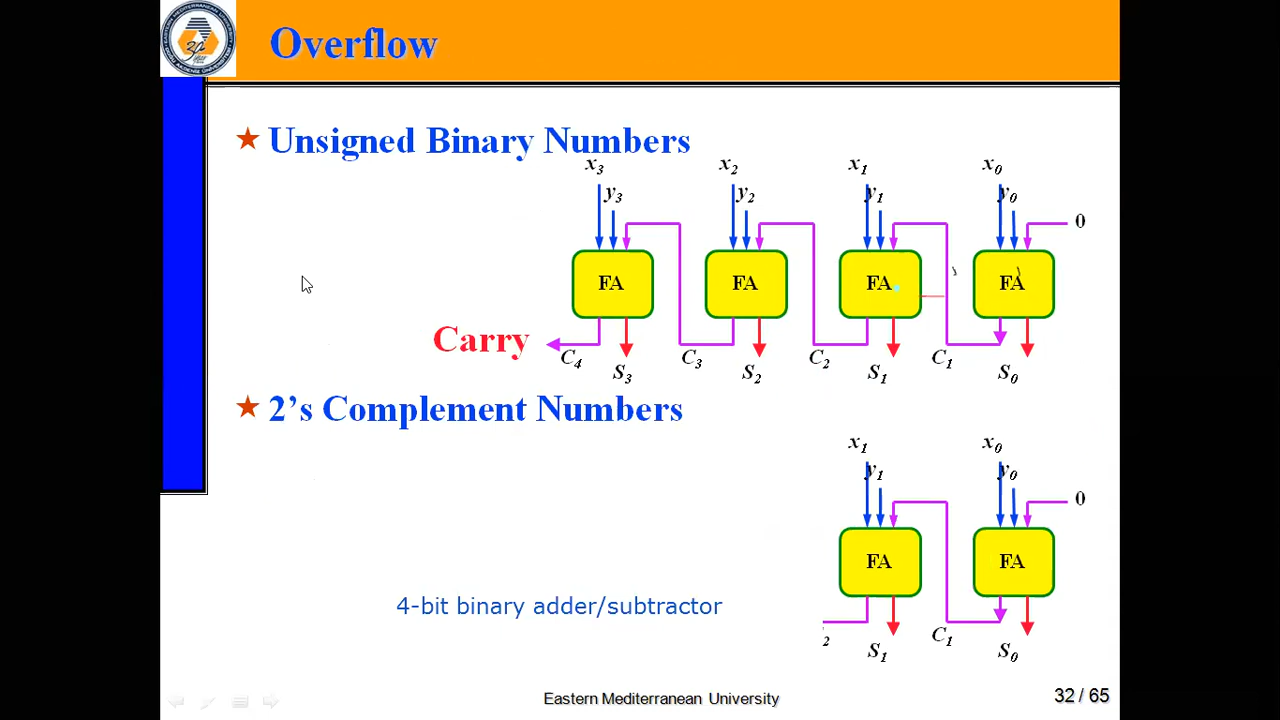 Overflow
Unsigned Binary Numbers
x3 x2 x1 x0
y3 y2 y1 y0
0
FA FA FA FA
Carry
C4 C3 C2 C1
S3 S2 S1 S0
2’s Complement Numbers
x1 x0
y1 y0
0
FA FA
4-bit binary adder/subtractor
2 C1
S1 S0
Eastern Mediterranean University
32 / 65